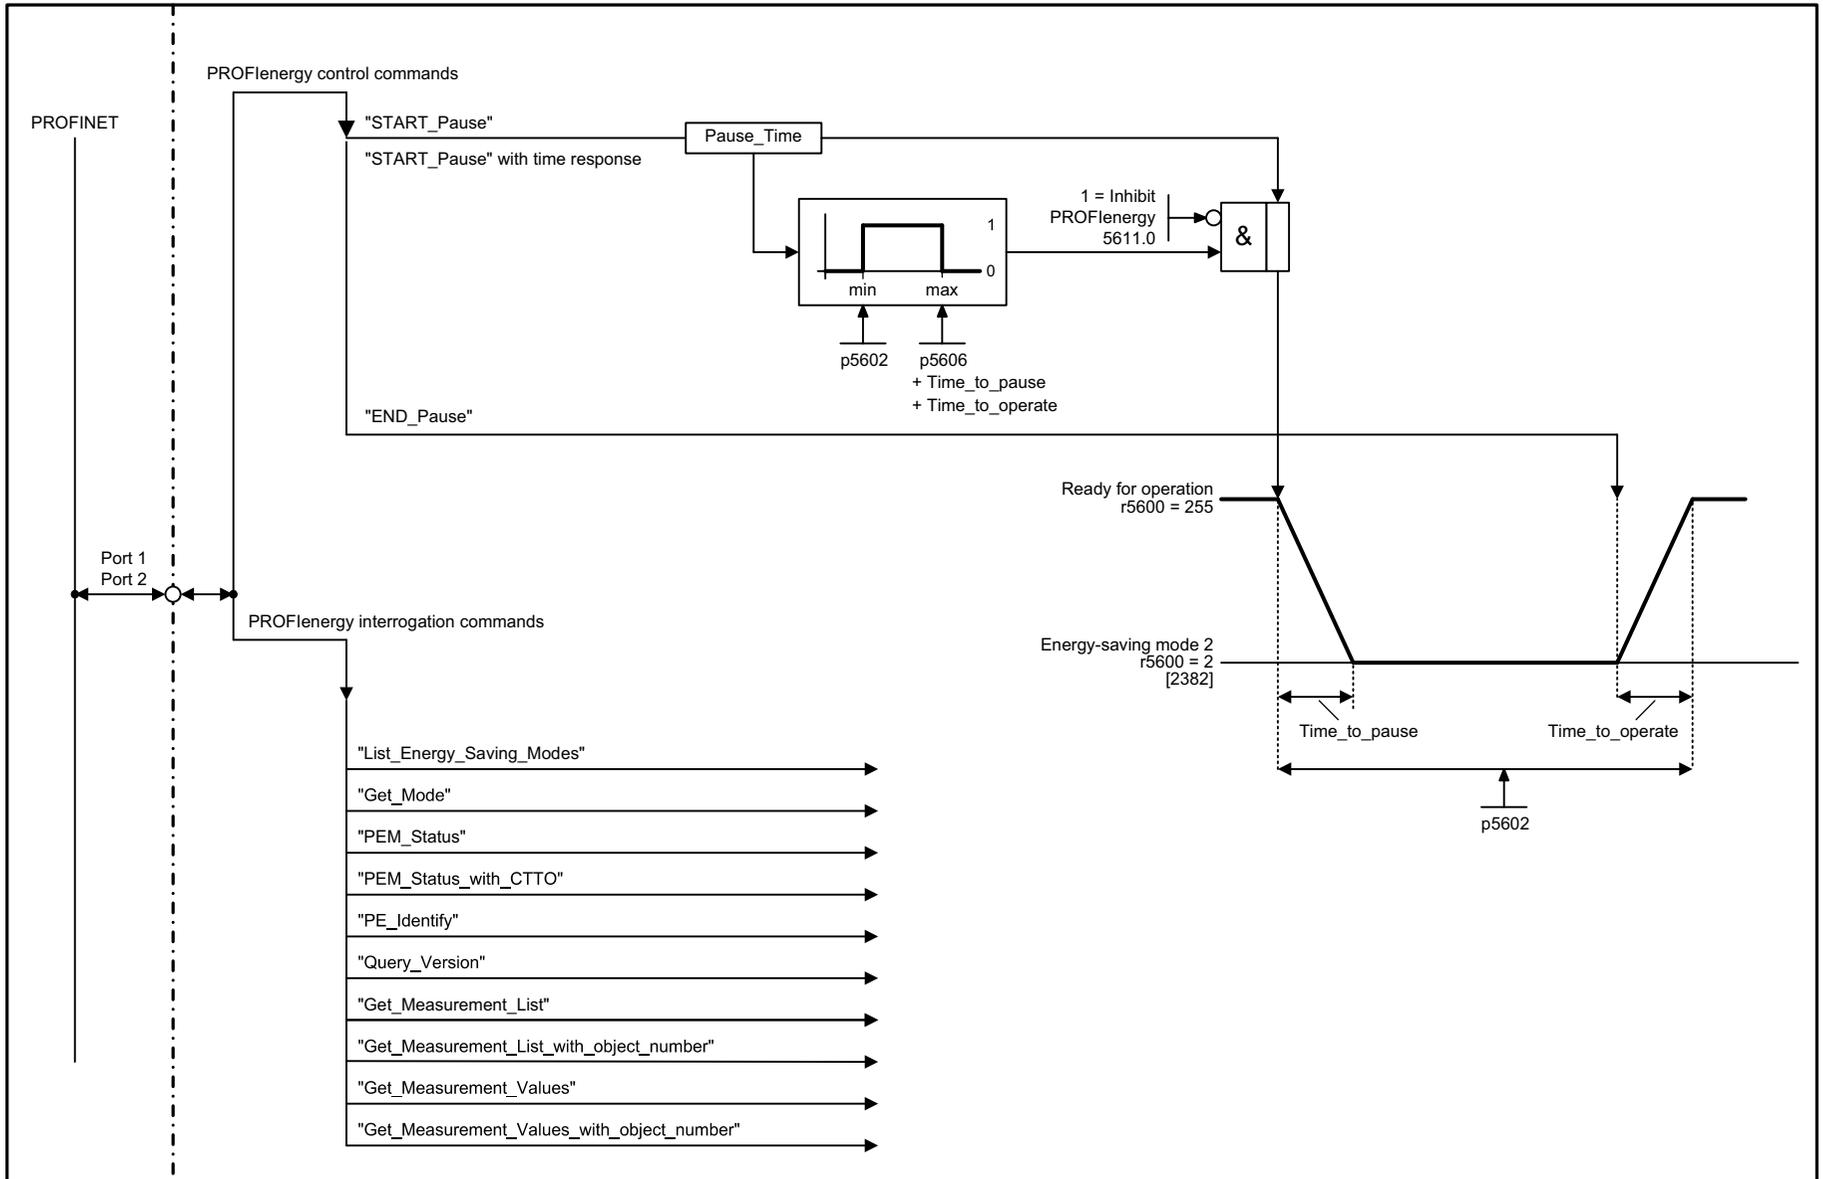 PROFIenergy control commands
PROFINET
"START_Pause"
"START_Pause" with time response
Pause_Time
1 = Inhibit
PROFIenergy
5611.0
&
1
0
min
max
p5602
p5606
+ Time_to_pause
+ Time_to_operate
"END_Pause"
Ready for operation
r5600 = 255
Port 1
Port 2
PROFIenergy interrogation commands
Energy-saving mode 2
r5600 = 2
[2382]
Time_to_pause
Time_to_operate
p5602
"List_Energy_Saving_Modes"
"Get_Mode"
"PEM_Status"
"PEM_Status_with_CTTO"
"PE_Identify"
"Query_Version"
"Get_Measurement_List"
"Get_Measurement_List_with_object_number"
"Get_Measurement_Values"
"Get_Measurement_Values_with_object_number"